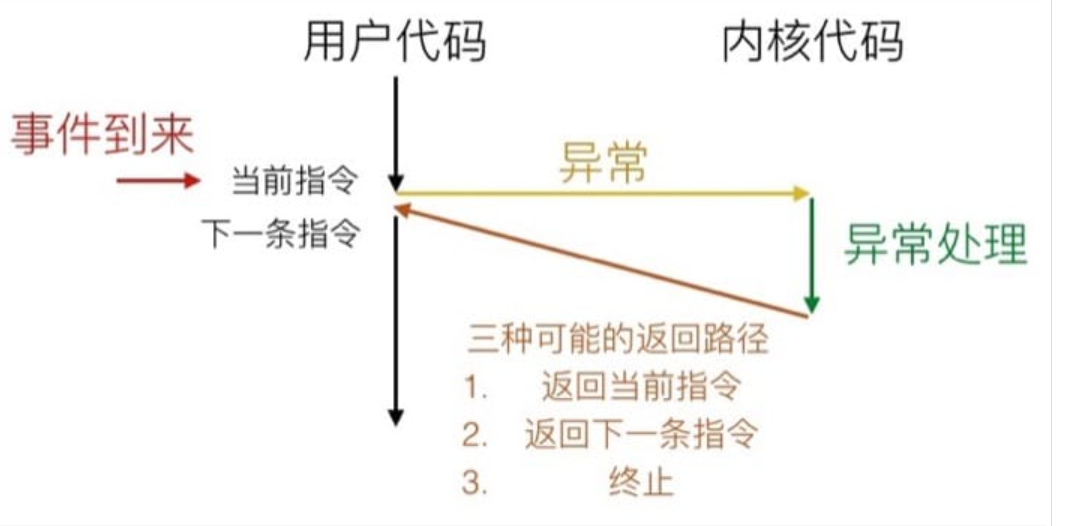 用户代码
内核代码
事件到来
异常
当前指令
下一条指令
异常处理
三种可能的返回路径
1. 返回当前指令
2. 返回下一条指令
3. 终止